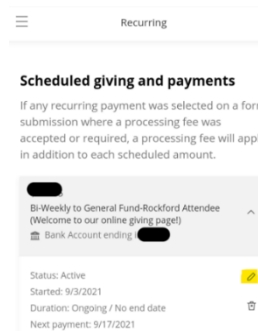 Recurring
Scheduled giving and payments
If any recurring payment was selected on a
submission where a processing fee was
accepted or required, a processing fee will
in addition to each scheduled amount.
Bi-Weekly to General Fund-Rockford Attendee
(Welcome to our online giving page!)
Bank Account ending
Status: Active
Started: 9/3/2021
Duration: Ongoing / No end date
Next payment: 9/17/2021